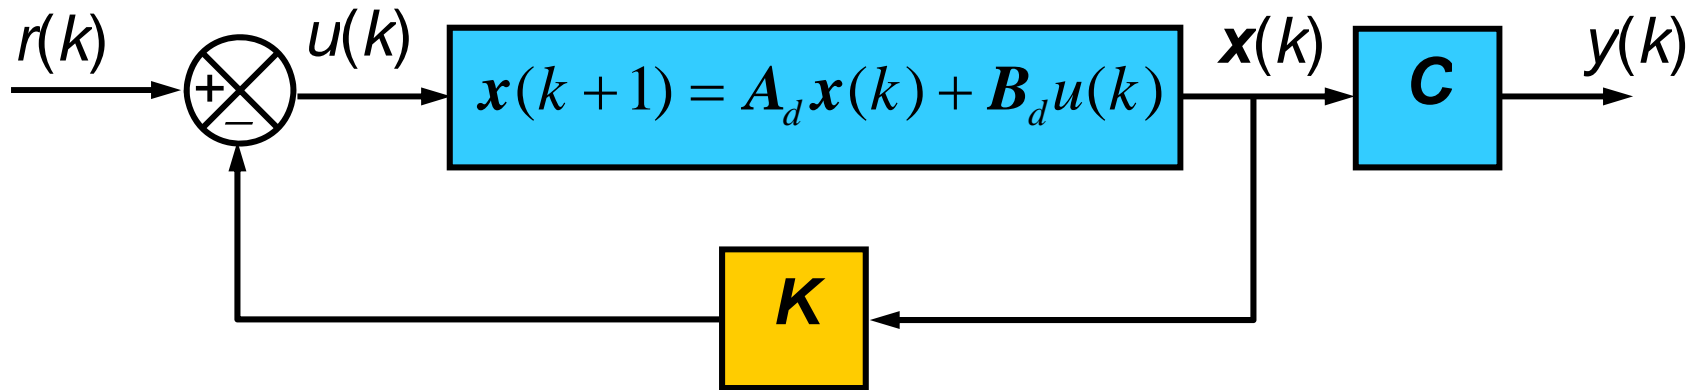 r(k)
+
−
u(k)
x(k + 1) = A_d x(k) + B_d u(k)
x(k)
C
y(k)
K